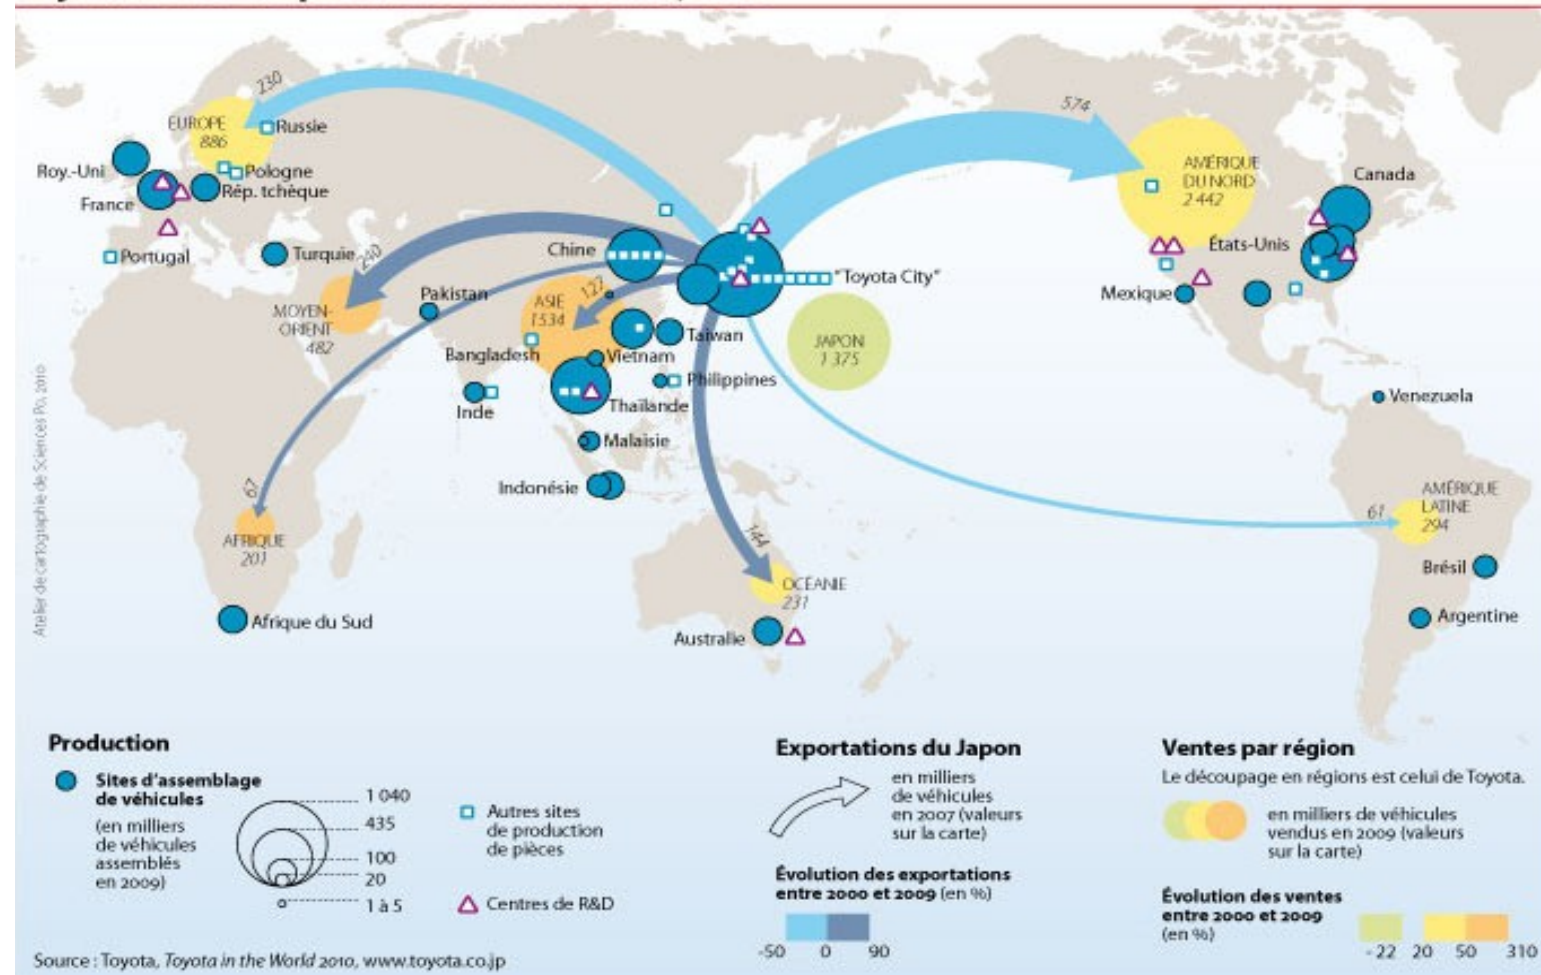 230
574
EUROPE
886
Russie
Roy.-Uni
Pologne
Rép. tchèque
France
AMÉRIQUE
DU NORD
2 442
Canada
Portugal
Turquie
240
Chine
États-Unis
"Toyota City"
Pakistan
MOYEN-
ORIENT
482
ASIE
1534
127
Mexique
Taiwan
JAPON
1 375
Bangladesh
Vietnam
Philippines
Inde
Thaïlande
Venezuela
Malaisie
Indonésie
67
AFRIQUE
201
144
OCÉANIE
231
61
AMÉRIQUE
LATINE
294
Brésil
Argentine
Afrique du Sud
Australie
Atelier de cartographie de Sciences Po, 2010
Production
Sites d'assemblage
de véhicules
(en milliers
de véhicules
assemblés
en 2009)
1 040
435
100
20
1 à 5
Autres sites
de production
de pièces
Centres de R&D
Exportations du Japon
en milliers
de véhicules
en 2007 (valeurs
sur la carte)
Évolution des exportations
entre 2000 et 2009 (en %)
-50 0 90
Ventes par région
Le découpage en régions est celui de Toyota.
en milliers de véhicules
vendus en 2009 (valeurs
sur la carte)
Évolution des ventes
entre 2000 et 2009
(en %)
-22 20 50 310
Source : Toyota, Toyota in the World 2010, www.toyota.co.jp